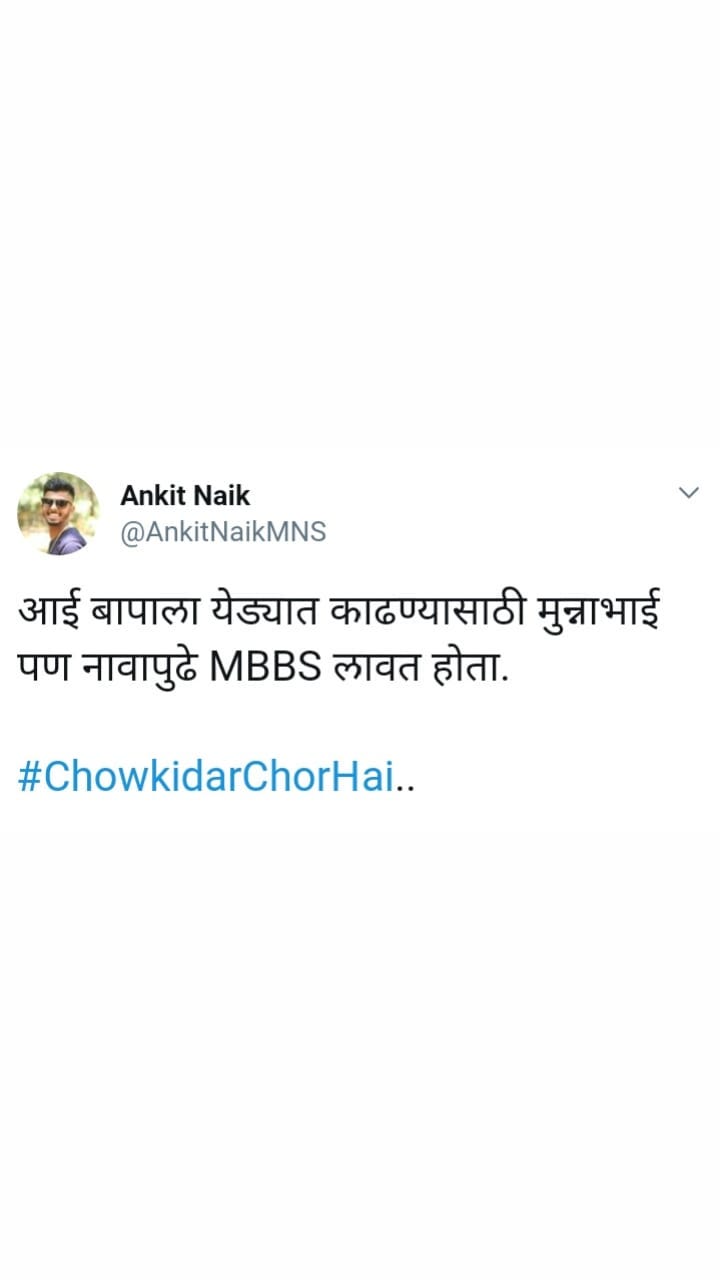 Ankit Naik
@AnkitNaikMNS
आई बापाला येड्यात काढण्यासाठी मुन्नाभाई
पण नावापुढे MBBS लावत होता.
#ChowkidarChorHai..